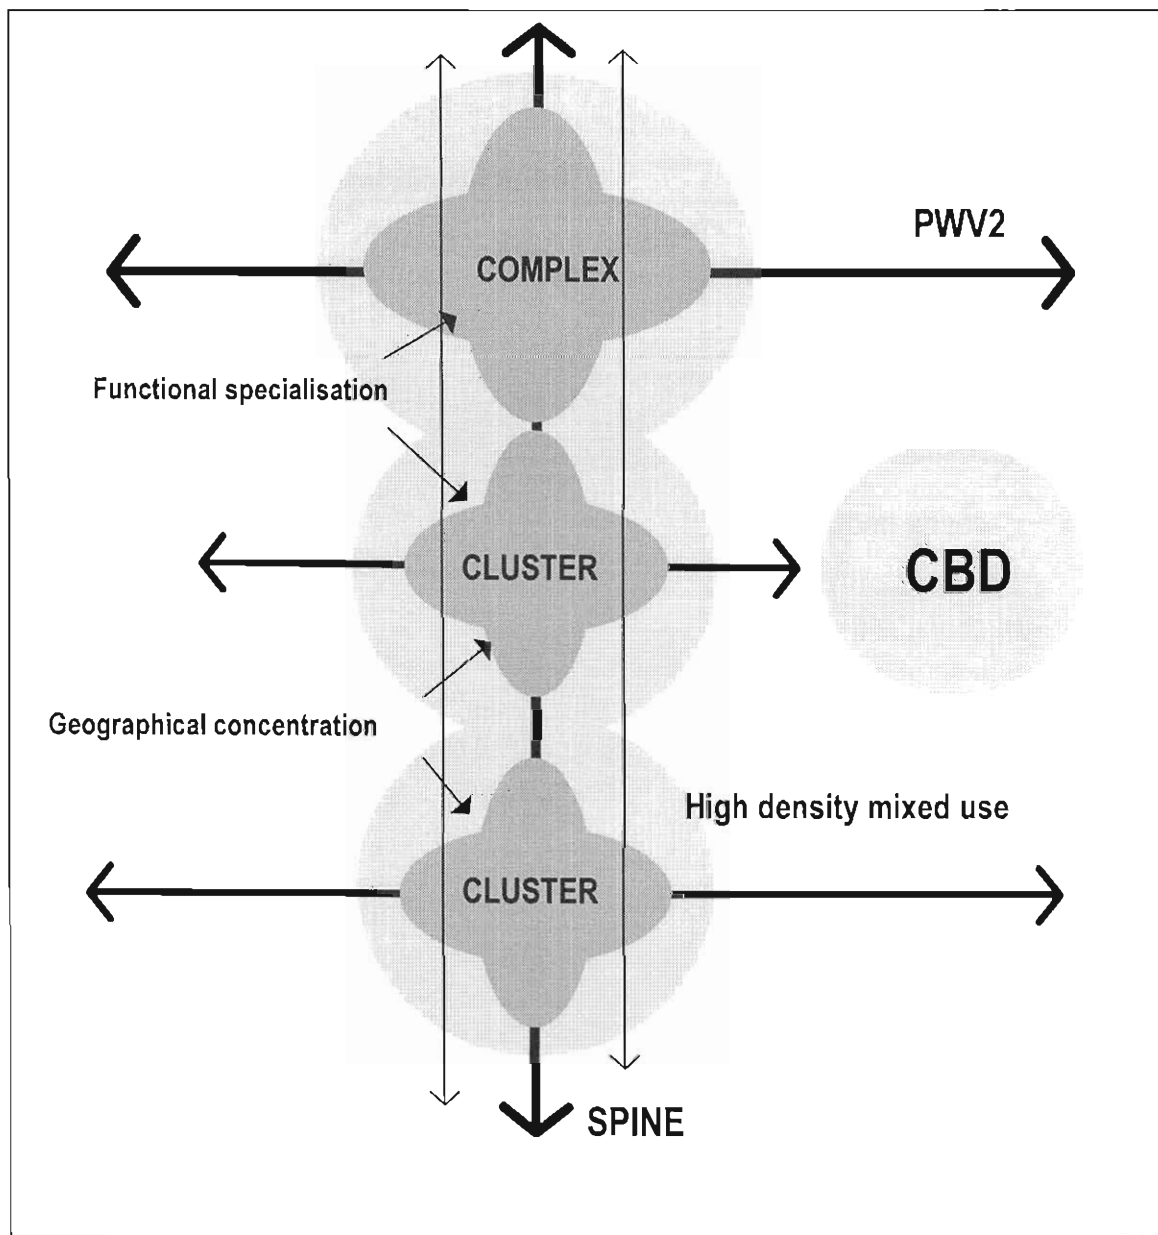 PWV2
COMPLEX
Functional specialisation
CLUSTER
CBD
Geographical concentration
High density mixed use
CLUSTER
SPINE